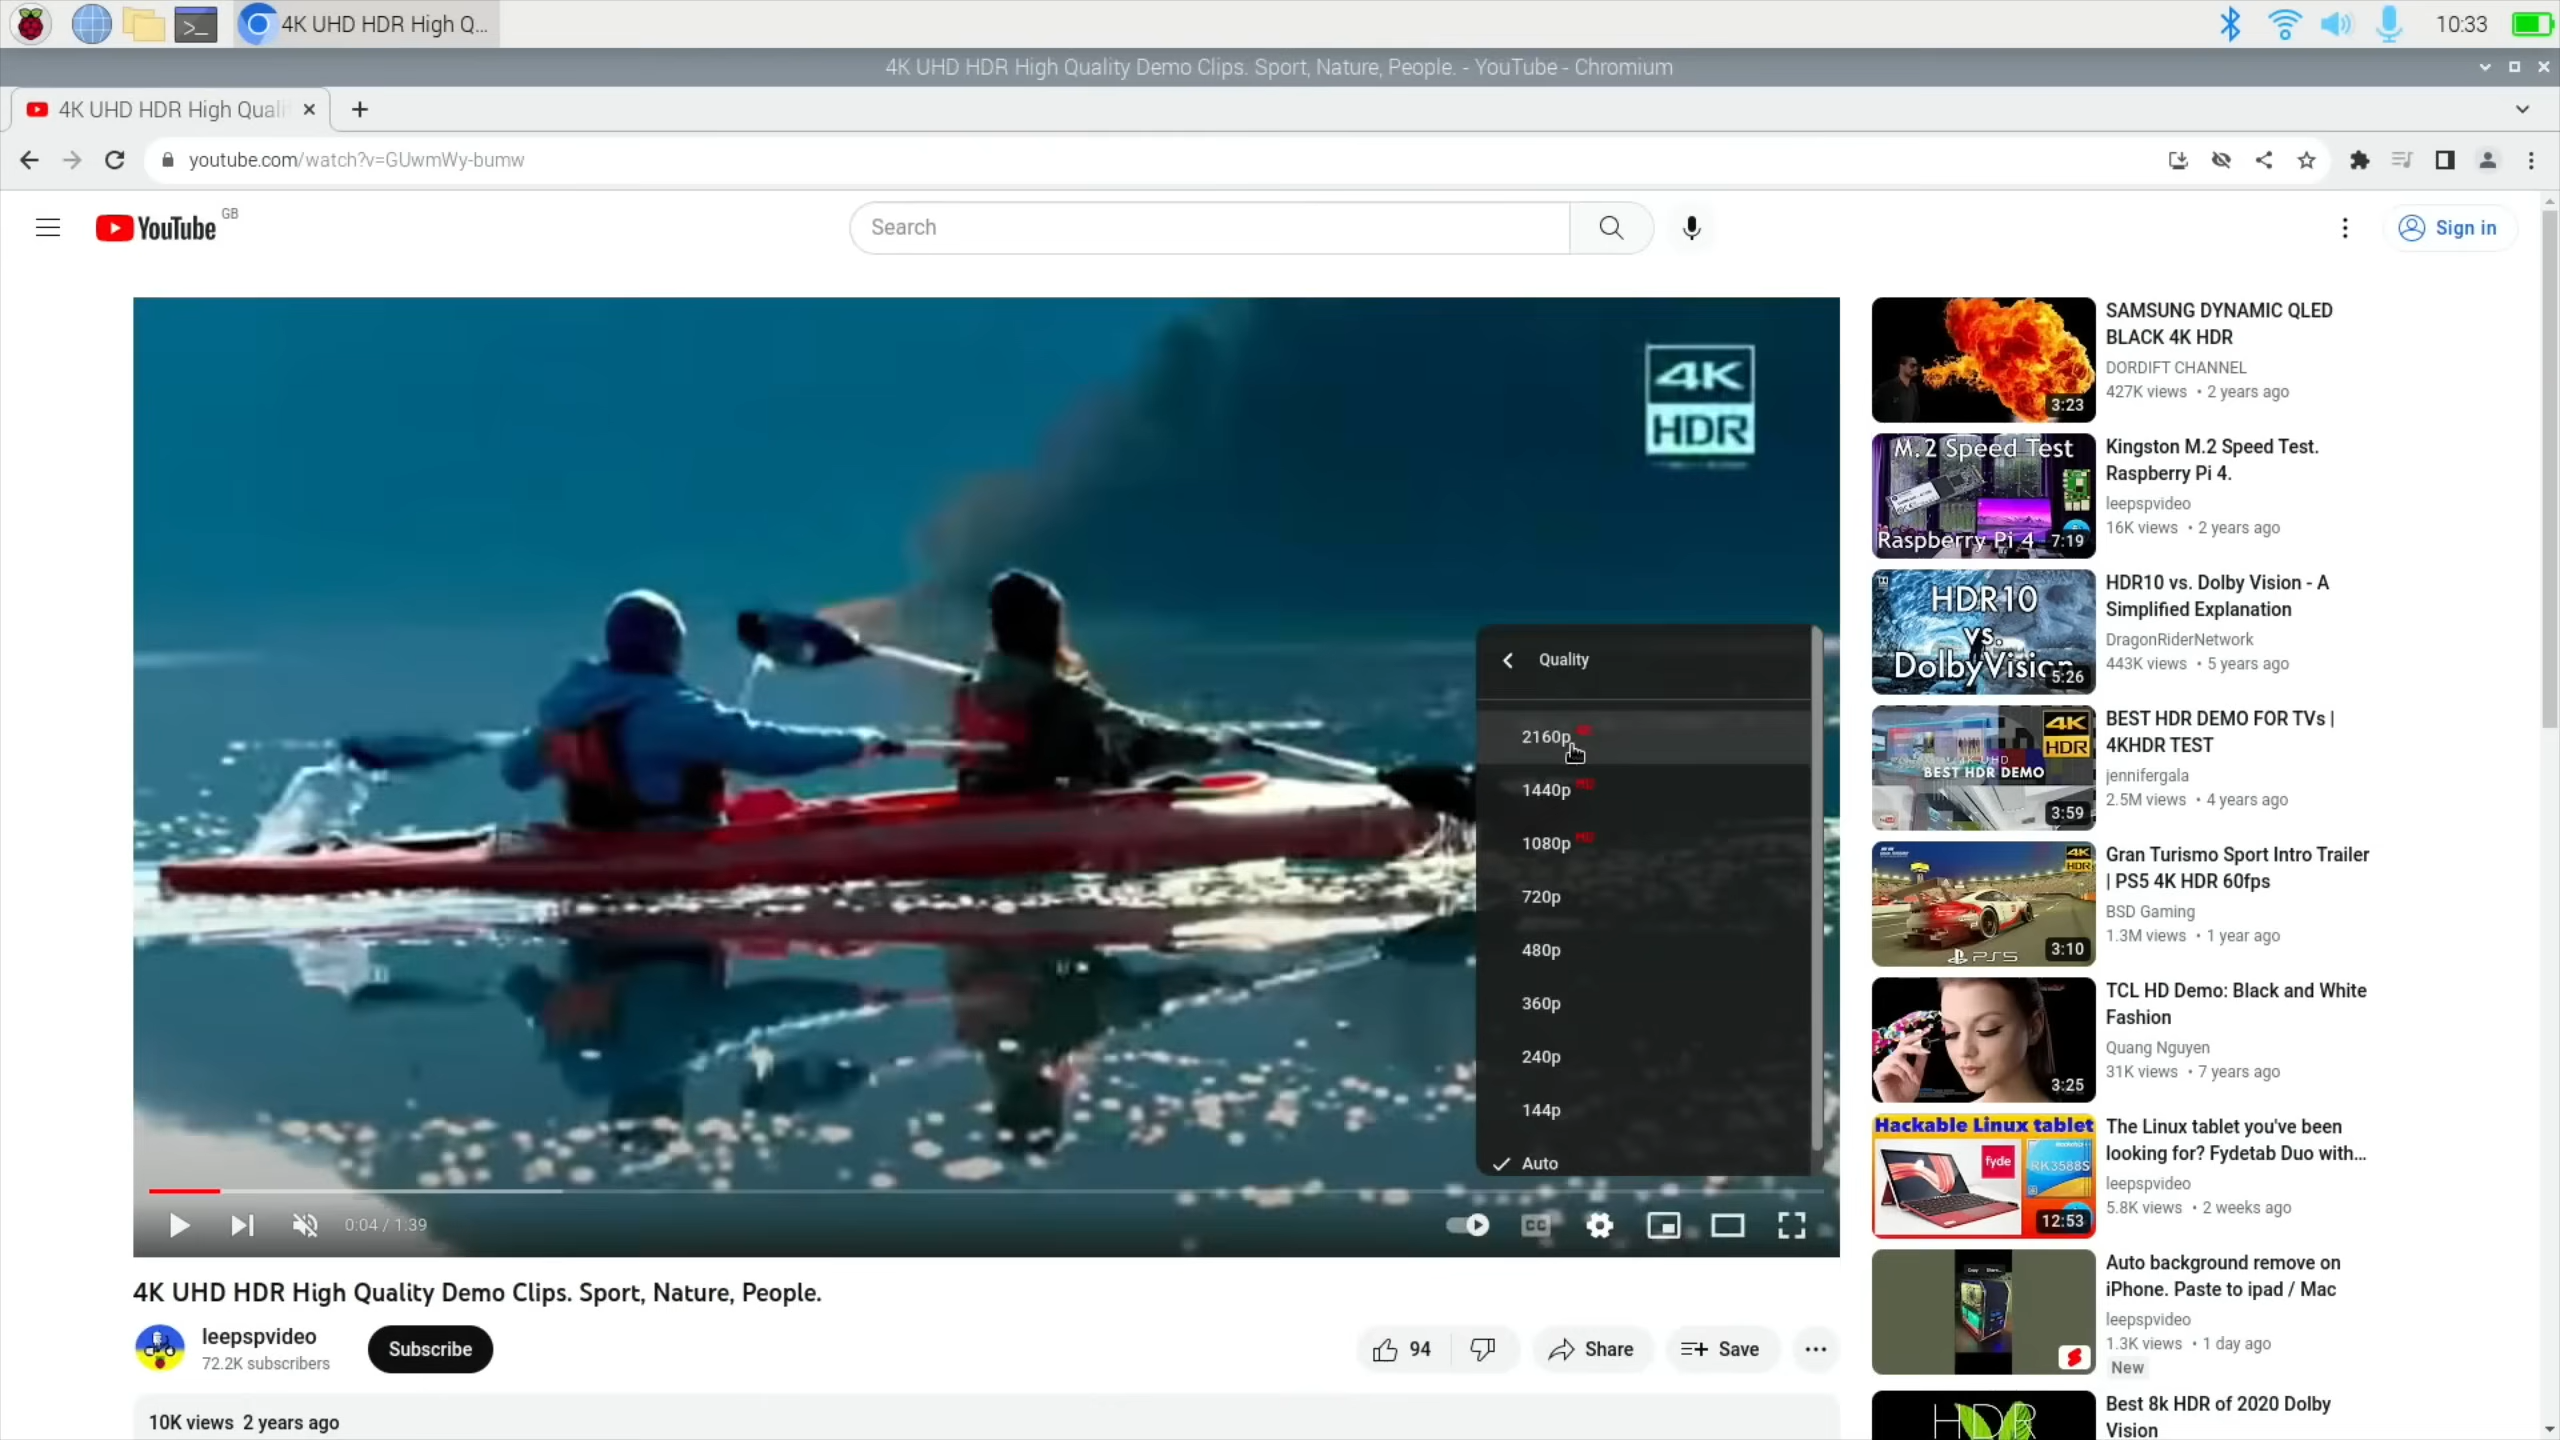 4K UHD HDR High Q...
10:33
4K UHD HDR High Quality Demo Clips. Sport, Nature, People. - YouTube - Chromium
4K UHD HDR High Quali
youtube.com/watch?v=GUwmWy-bumw
YouTube GB
Search
Sign in
4K
HDR
Quality
2160p
1440p HD
1080p HD
720p
480p
360p
240p
144p
Auto
0:04 / 1:39
CC
4K UHD HDR High Quality Demo Clips. Sport, Nature, People.
leepspvideo
72.2K subscribers
Subscribe
94
Share
Save
10K views 2 years ago
3:23
SAMSUNG DYNAMIC QLED
BLACK 4K HDR
DORDIFT CHANNEL
427K views • 2 years ago
M.2 Speed Test
Raspberry Pi 4
7:19
Kingston M.2 Speed Test.
Raspberry Pi 4.
leepspvideo
16K views • 2 years ago
HDR10
vs.
DolbyVision
5:26
HDR10 vs. Dolby Vision - A
Simplified Explanation
DragonRiderNetwork
443K views • 5 years ago
4K
HDR
BEST HDR DEMO
3:59
BEST HDR DEMO FOR TVs |
4KHDR TEST
jennifergala
2.5M views • 4 years ago
4K
HDR
PS5
3:10
Gran Turismo Sport Intro Trailer
| PS5 4K HDR 60fps
BSD Gaming
1.3M views • 1 year ago
3:25
TCL HD Demo: Black and White
Fashion
Quang Nguyen
31K views • 7 years ago
Hackable Linux tablet
fyde
RK3588S
12:53
The Linux tablet you've been
looking for? Fydetab Duo with...
leepspvideo
5.8K views • 2 weeks ago
Auto background remove on
iPhone. Paste to ipad / Mac
leepspvideo
1.3K views • 1 day ago
New
HDR
Best 8k HDR of 2020 Dolby
Vision